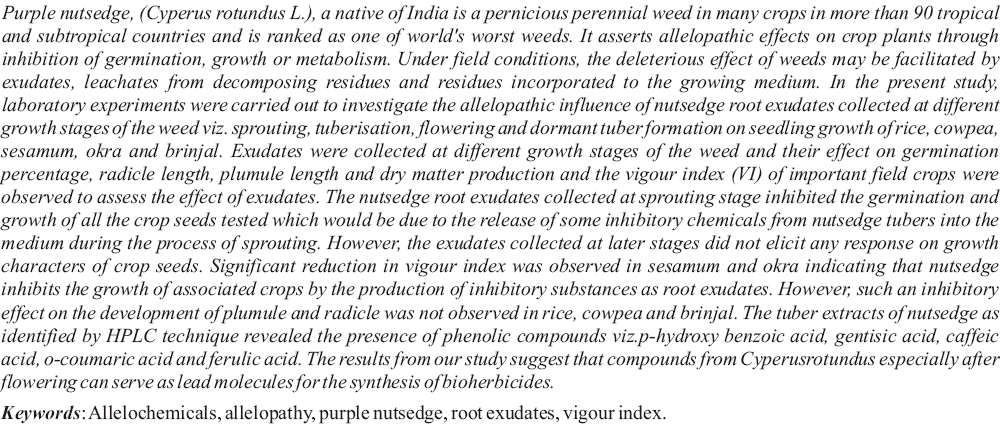 Purple nutsedge, (Cyperus rotundus L.), a native of India is a pernicious perennial weed in many crops in more than 90 tropical
and subtropical countries and is ranked as one of world's worst weeds. It asserts allelopathic effects on crop plants through
inhibition of germination, growth or metabolism. Under field conditions, the deleterious effect of weeds may be facilitated by
exudates, leachates from decomposing residues and residues incorporated to the growing medium. In the present study,
laboratory experiments were carried out to investigate the allelopathic influence of nutsedge root exudates collected at different
growth stages of the weed viz. sprouting, tuberisation, flowering and dormant tuber formation on seedling growth of rice, cowpea,
sesamum, okra and brinjal. Exudates were collected at different growth stages of the weed and their effect on germination
percentage, radicle length, plumule length and dry matter production and the vigour index (VI) of important field crops were
observed to assess the effect of exudates. The nutsedge root exudates collected at sprouting stage inhibited the germination and
growth of all the crop seeds tested which would be due to the release of some inhibitory chemicals from nutsedge tubers into the
medium during the process of sprouting. However, the exudates collected at later stages did not elicit any response on growth
characters of crop seeds. Significant reduction in vigour index was observed in sesamum and okra indicating that nutsedge
inhibits the growth of associated crops by the production of inhibitory substances as root exudates. However, such an inhibitory
effect on the development of plumule and radicle was not observed in rice, cowpea and brinjal. The tuber extracts of nutsedge as
identified by HPLC technique revealed the presence of phenolic compounds viz.p-hydroxy benzoic acid, gentisic acid, caffeic
acid, o-coumaric acid and ferulic acid. The results from our study suggest that compounds from Cyperusrotundus especially after
flowering can serve as lead molecules for the synthesis of bioherbicides.
Keywords: Allelochemicals, allelopathy, purple nutsedge, root exudates, vigour index.